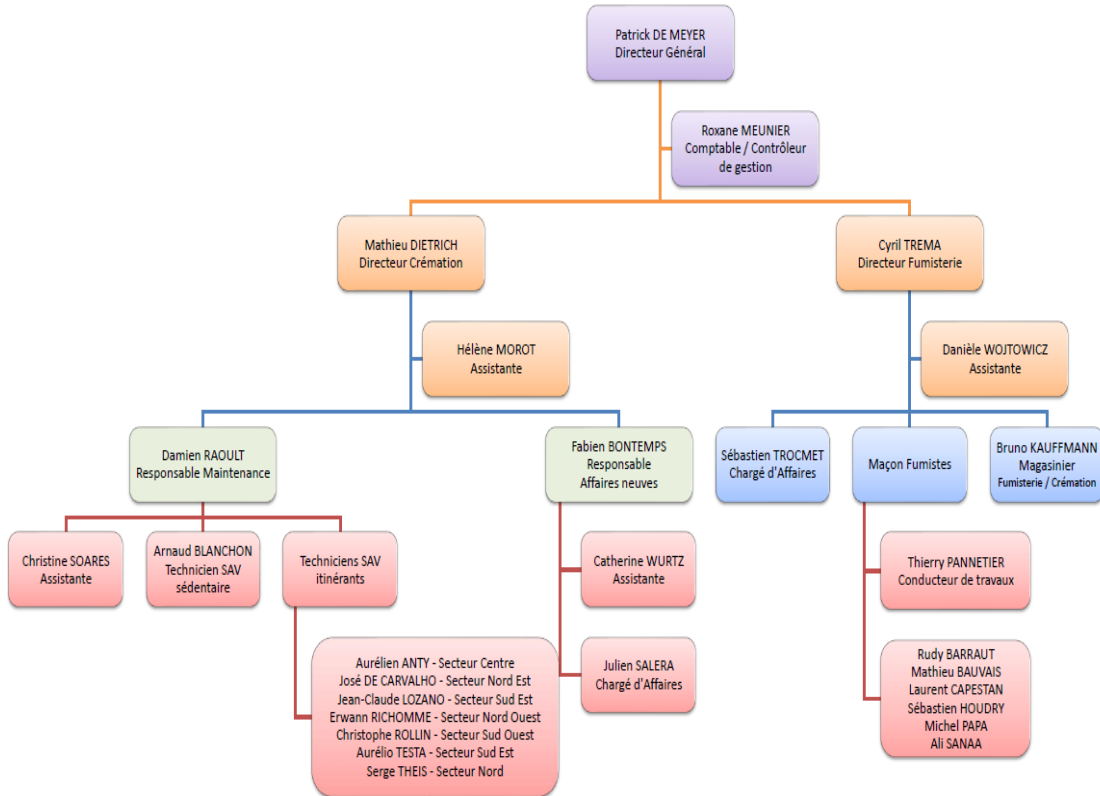 Patrick DE MEYER
Directeur Général
Roxane MEUNIER
Comptable / Contrôleur
de gestion
Mathieu DIETRICH
Directeur Crémation
Cyril TREMA
Directeur Fumisterie
Hélène MOROT
Assistante
Danièle WOJTOWICZ
Assistante
Damien RAOULT
Responsable Maintenance
Fabien BONTEMPS
Responsable
Affaires neuves
Sébastien TROCMET
Chargé d'Affaires
Maçon Fumistes
Bruno KAUFFMANN
Magasinier
Fumisterie / Crémation
Christine SOARES
Assistante
Arnaud BLANCHON
Technicien SAV
sédentaire
Techniciens SAV
itinérants
Catherine WURTZ
Assistante
Thierry PANNETIER
Conducteur de travaux
Aurélien ANTY - Secteur Centre
José DE CARVALHO - Secteur Nord Est
Jean-Claude LOZANO - Secteur Sud Est
Erwann RICHOMME - Secteur Nord Ouest
Christophe ROLLIN - Secteur Sud Ouest
Aurélio TESTA - Secteur Sud Est
Serge THEIS - Secteur Nord
Julien SALERA
Chargé d'Affaires
Rudy BARRAUT
Mathieu BAUVAIS
Laurent CAPESTAN
Sébastien HOUDRY
Michel PAPA
Ali SANAA